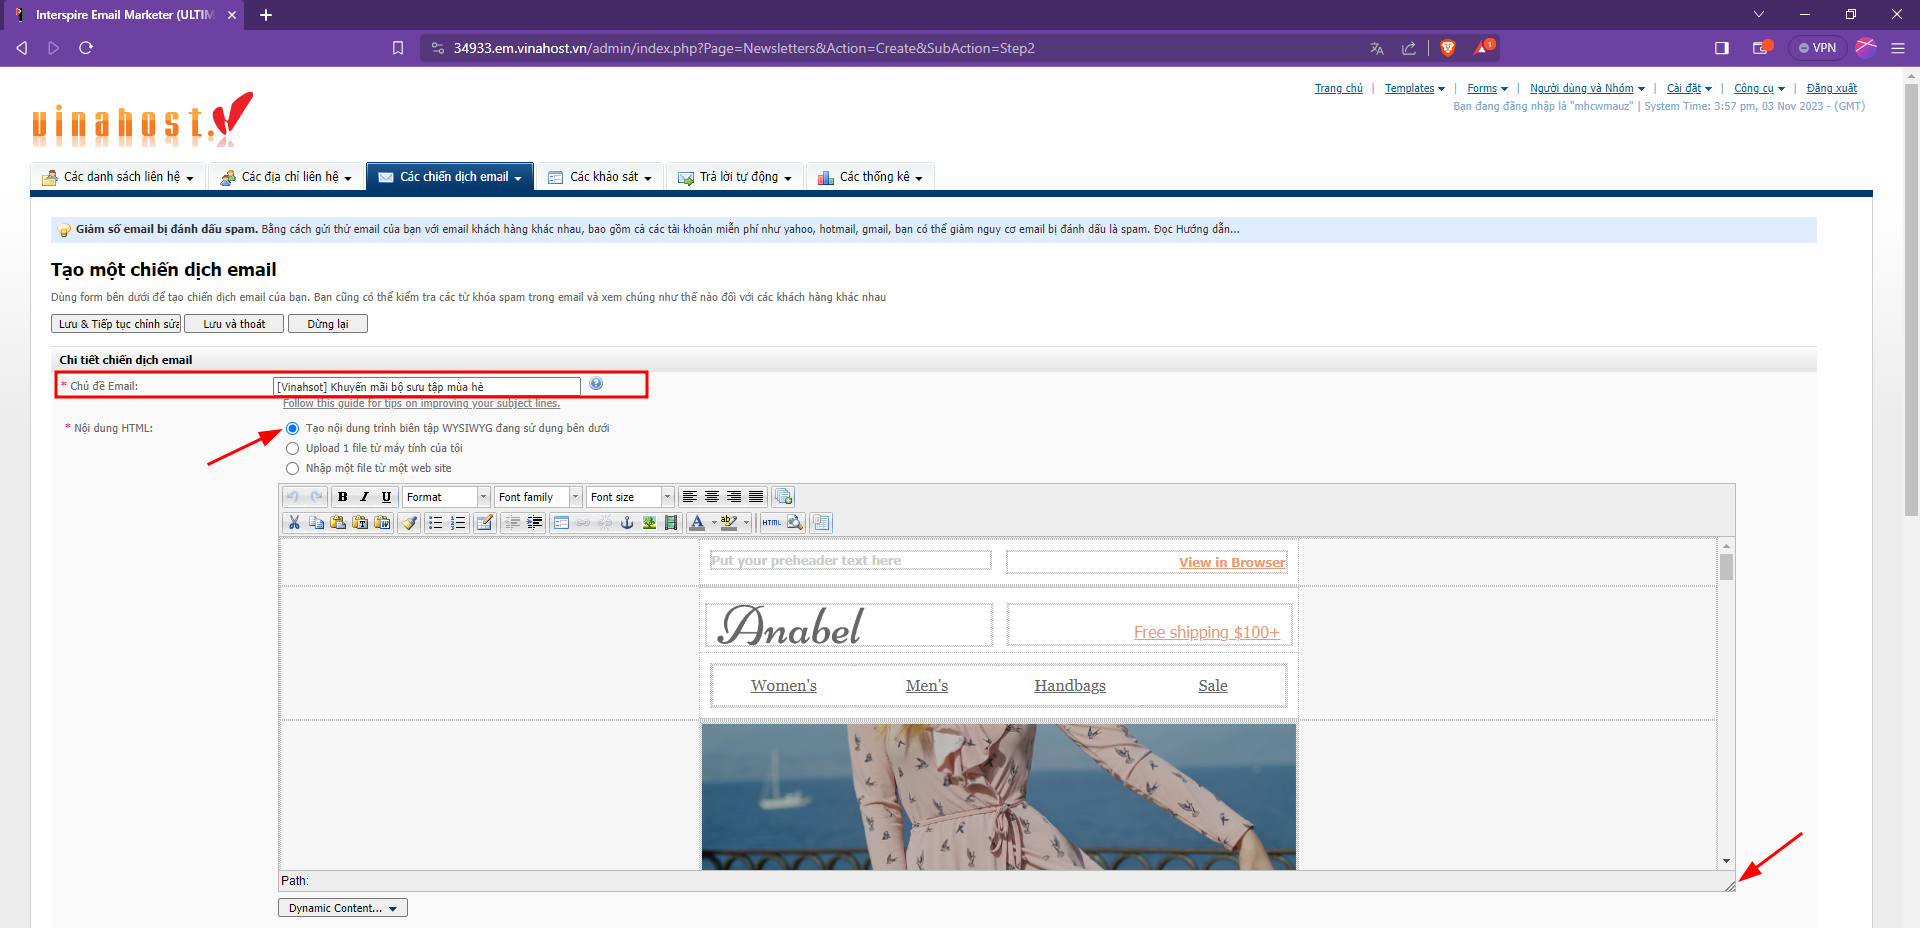 Interspire Email Marketer (ULTIM
34933.em.vinahost.vn/admin/index.php?Page=Newsletters&Action=Create&SubAction=Step2
1
VPN
Trang chủ | Templates | Forms | Người dùng và Nhóm | Cài đặt | Công cụ | Đăng xuất
Bạn đang đăng nhập là "mhcwmauz" | System Time: 3:57 pm, 03 Nov 2023 - (GMT)
vinahost.v
Các danh sách liên hệ
Các địa chỉ liên hệ
Các chiến dịch email
Các khảo sát
Trả lời tự động
Các thống kê
Giảm số email bị đánh dấu spam. Bằng cách gửi thử email của bạn với email khách hàng khác nhau, bao gồm cả các tài khoản miễn phí như yahoo, hotmail, gmail, bạn có thể giảm nguy cơ email bị đánh dấu là spam. Đọc Hướng dẫn...
Tạo một chiến dịch email
Dùng form bên dưới để tạo chiến dịch email của bạn. Bạn cũng có thể kiểm tra các từ khóa spam trong email và xem chúng như thế nào đối với các khách hàng khác nhau
Lưu & Tiếp tục chỉnh sửa
Lưu và thoát
Dừng lại
Chi tiết chiến dịch email
* Chủ đề Email:
[Vinahsot] Khuyến mãi bộ sưu tập mùa hè
Follow this guide for tips on improving your subject lines.
* Nội dung HTML:
Tạo nội dung trình biên tập WYSIWYG đang sử dụng bên dưới
Upload 1 file từ máy tính của tôi
Nhập một file từ một web site
B I U Format Font family Font size
A ab HTML
Put your preheader text here
View in Browser
Anabel
Free shipping $100+
Women's Men's Handbags Sale
Path:
Dynamic Content...